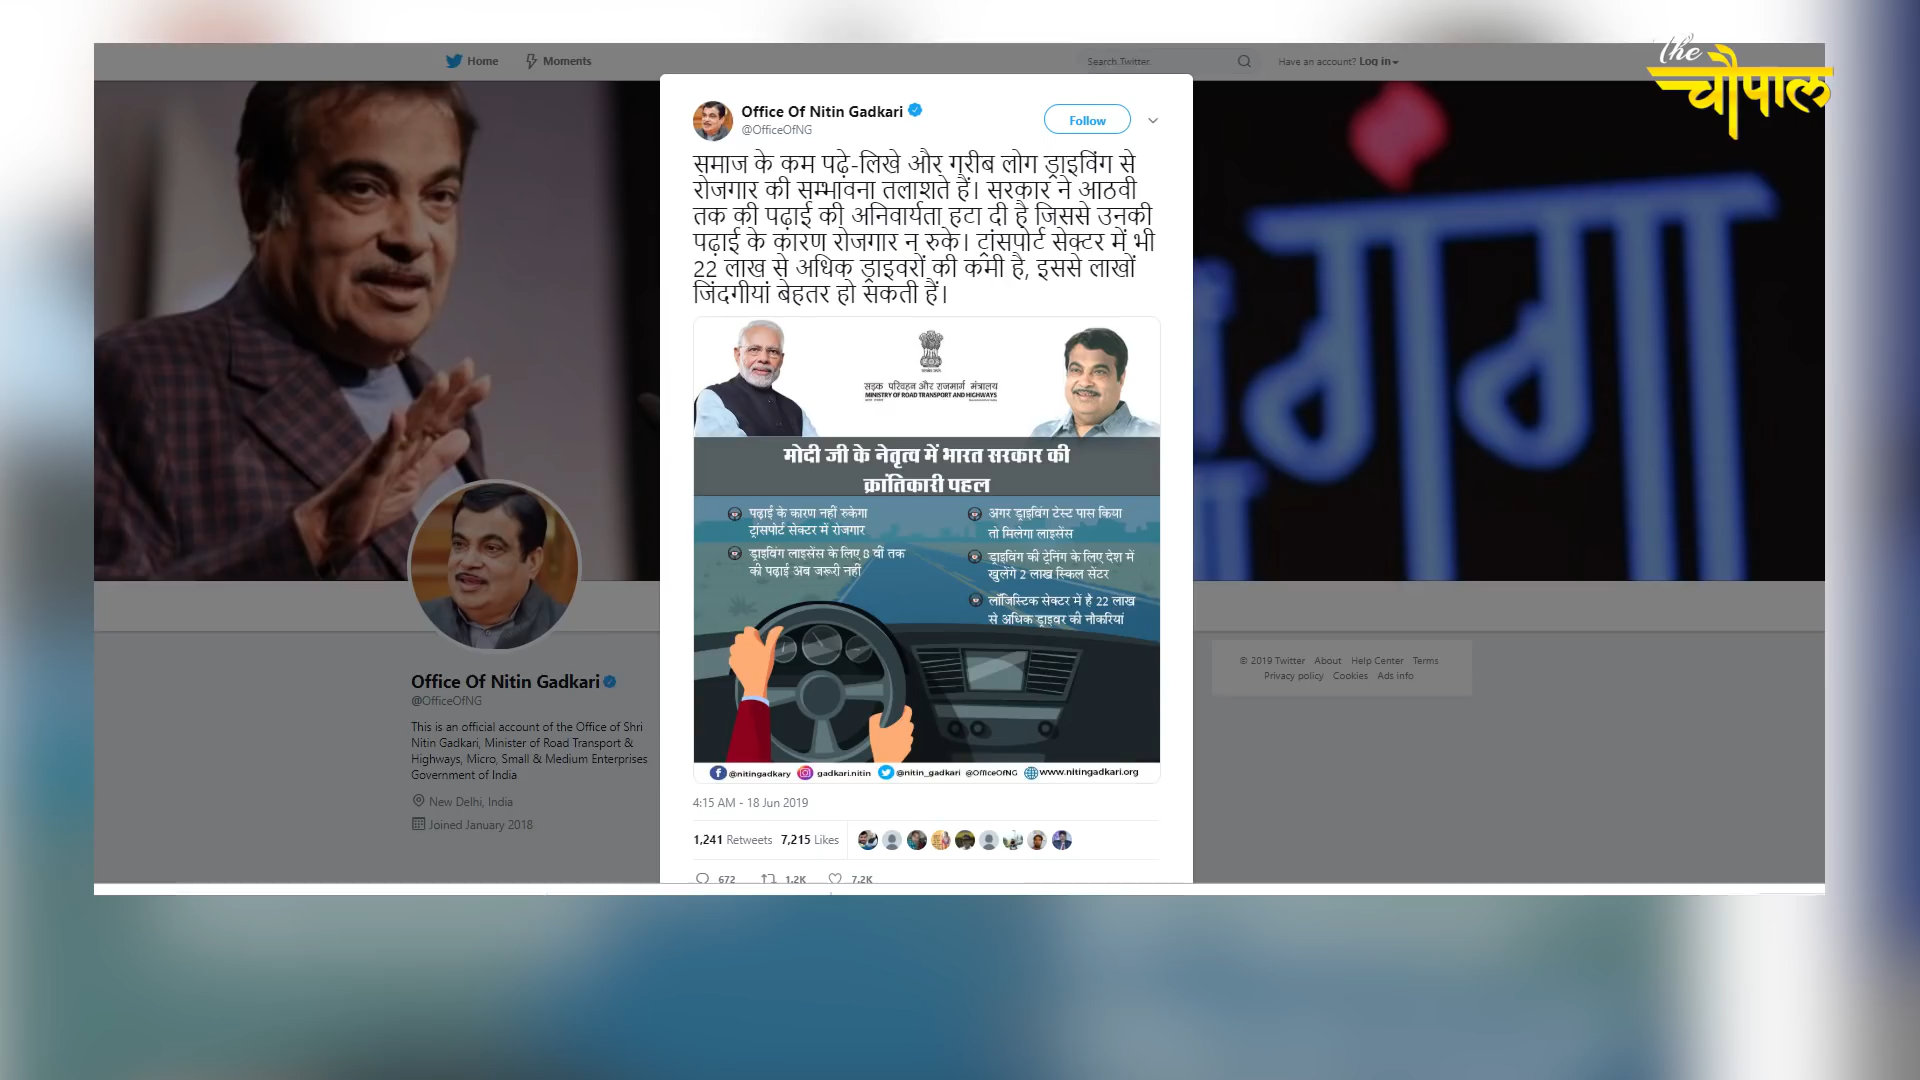 the
चौपाल
Home
Moments
Search Twitter
Have an account? Log in
Office Of Nitin Gadkari
@OfficeOfNG
Follow
समाज के कम पढ़े-लिखे और गरीब लोग ड्राइविंग से
रोजगार की सम्भावना तलाशते हैं। सरकार ने आठवी
तक की पढ़ाई की अनिवार्यता हटा दी है जिससे उनकी
पढ़ाई के कारण रोजगार न रुके। ट्रांसपोर्ट सेक्टर में भी
22 लाख से अधिक ड्राइवरों की कमी है, इससे लाखों
जिंदगीयां बेहतर हो सकती हैं।
सड़क परिवहन और राजमार्ग मंत्रालय
MINISTRY OF ROAD TRANSPORT AND HIGHWAYS
मोदी जी के नेतृत्व में भारत सरकार की
क्रांतिकारी पहल
पढ़ाई के कारण नहीं रुकेगा
ट्रांसपोर्ट सेक्टर में रोजगार
ड्राइविंग लाइसेंस के लिए 8 वीं तक
की पढ़ाई अब जरूरी नहीं
अगर ड्राइविंग टेस्ट पास किया
तो मिलेगा लाइसेंस
ड्राइविंग की ट्रेनिंग के लिए देश में
खुलेंगे 2 लाख स्किल सेंटर
लॉजिस्टिक सेक्टर में है 22 लाख
से अधिक ड्राइवर की नौकरियां
@nitingadkary gadkari.nitin @nitin_gadkari @OfficeOfNG www.nitingadkari.org
4:15 AM - 18 Jun 2019
1,241 Retweets 7,215 Likes
672 1.2K 7.2K
Office Of Nitin Gadkari
@OfficeOfNG
This is an official account of the Office of Shri
Nitin Gadkari, Minister of Road Transport &
Highways, Micro, Small & Medium Enterprises
Government of India
New Delhi, India
Joined January 2018
गंगा
© 2019 Twitter About Help Center Terms
Privacy policy Cookies Ads info